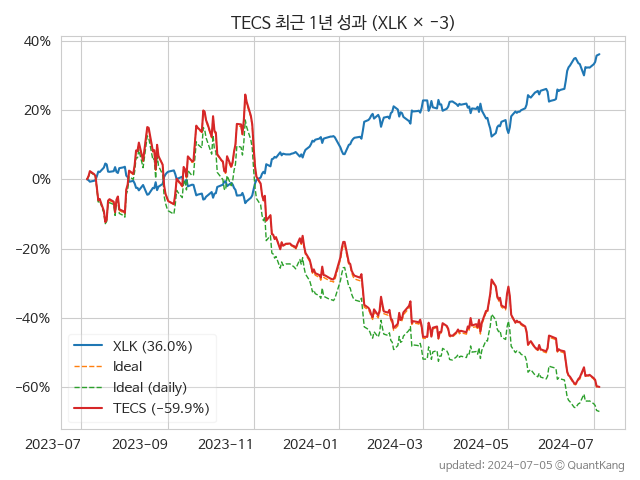 TECS 최근 1년 성과 (XLK × −3)
40%
20%
0%
−20%
−40%
−60%
XLK (36.0%)
Ideal
Ideal (daily)
TECS (−59.9%)
2023-07
2023-09
2023-11
2024-01
2024-03
2024-05
2024-07
updated: 2024-07-05 © QuantKang